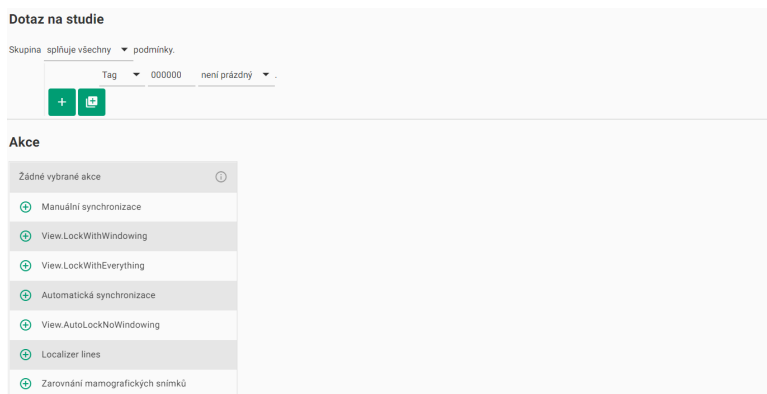 Dotaz na studie
Skupina splňuje všechny podmínky.
Tag 000000 není prázdný .
Akce
Žádné vybrané akce
Manuální synchronizace
View.LockWithWindowing
View.LockWithEverything
Automatická synchronizace
View.AutoLockNoWindowing
Localizer lines
Zarovnání mamografických snímků